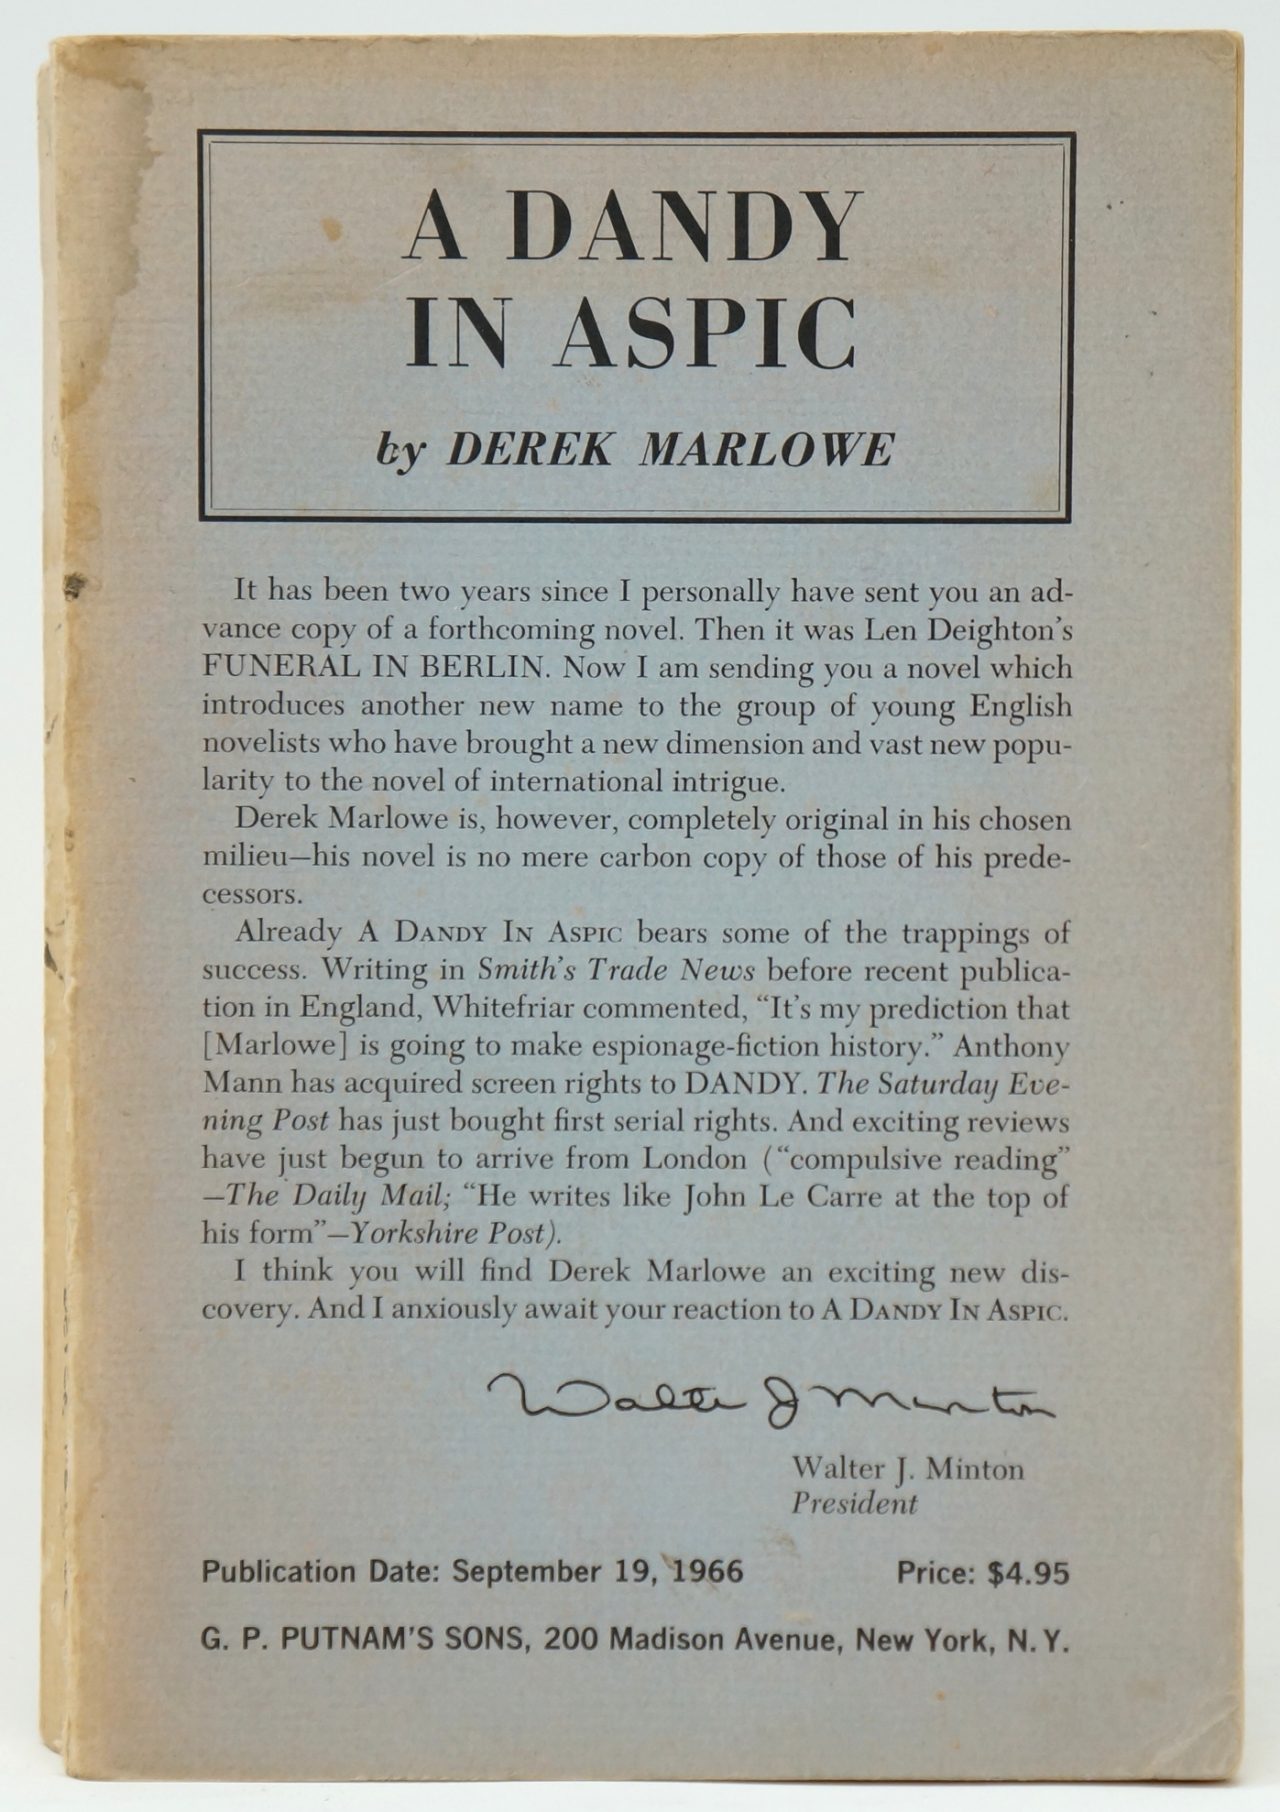 A DANDY
IN ASPIC
by DEREK MARLOWE
It has been two years since I personally have sent you an ad-
vance copy of a forthcoming novel. Then it was Len Deighton's
FUNERAL IN BERLIN. Now I am sending you a novel which
introduces another new name to the group of young English
novelists who have brought a new dimension and vast new popu-
larity to the novel of international intrigue.
Derek Marlowe is, however, completely original in his chosen
milieu—his novel is no mere carbon copy of those of his prede-
cessors.
Already A DANDY IN ASPIC bears some of the trappings of
success. Writing in Smith's Trade News before recent publica-
tion in England, Whitefriar commented, “It's my prediction that
[Marlowe] is going to make espionage-fiction history.” Anthony
Mann has acquired screen rights to DANDY. The Saturday Eve-
ning Post has just bought first serial rights. And exciting reviews
have just begun to arrive from London (“compulsive reading”
—The Daily Mail; “He writes like John Le Carre at the top of
his form”—Yorkshire Post).
I think you will find Derek Marlowe an exciting new dis-
covery. And I anxiously await your reaction to A DANDY IN ASPIC.
Walter J Minton
Walter J. Minton
President
Publication Date: September 19, 1966 Price: $4.95
G. P. PUTNAM'S SONS, 200 Madison Avenue, New York, N. Y.